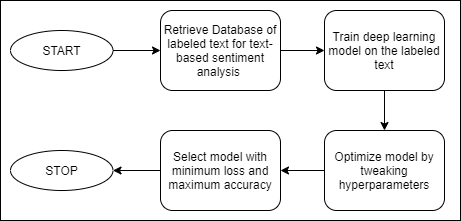 START
Retrieve Database of
labeled text for text-
based sentiment
analysis
Train deep learning
model on the labeled
text
Optimize model by
tweaking
hyperparameters
Select model with
minimum loss and
maximum accuracy
STOP